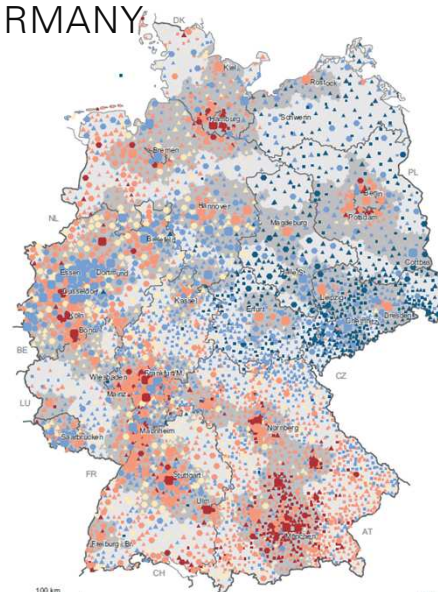 RMANY
DK
Kiel
Rostock
Hamburg
Schwerin
Bremen
PL
Berlin
NL
Hannover
Potsdam
Magdeburg
Bielefeld
Cottbus
Essen Dortmund
Halle/S.
Düsseldorf
Leipzig
Kassel
Dresden
Köln
Erfurt
Bonn
BE
Wiesbaden
Frankfurt/M.
CZ
Mainz
LU
Mannheim
Nürnberg
Saarbrücken
FR
Stuttgart
Ulm
München
AT
Freiburg i. Br.
CH
100 km